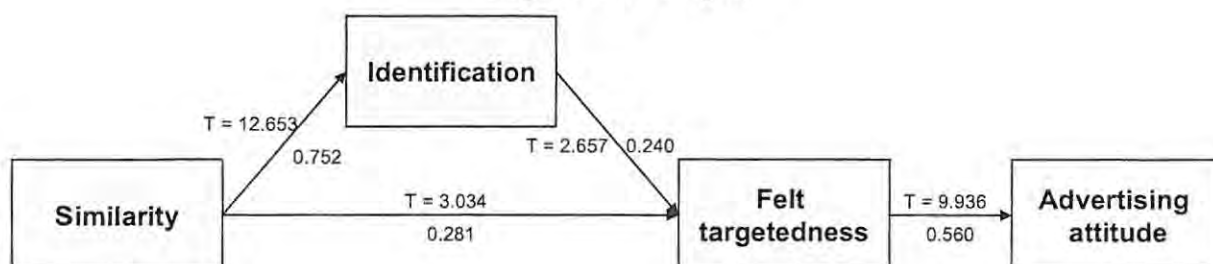 Identification
T = 12.653
0.752
T = 2.657
0.240
Similarity
T = 3.034
0.281
Felt
targetedness
T = 9.936
0.560
Advertising
attitude